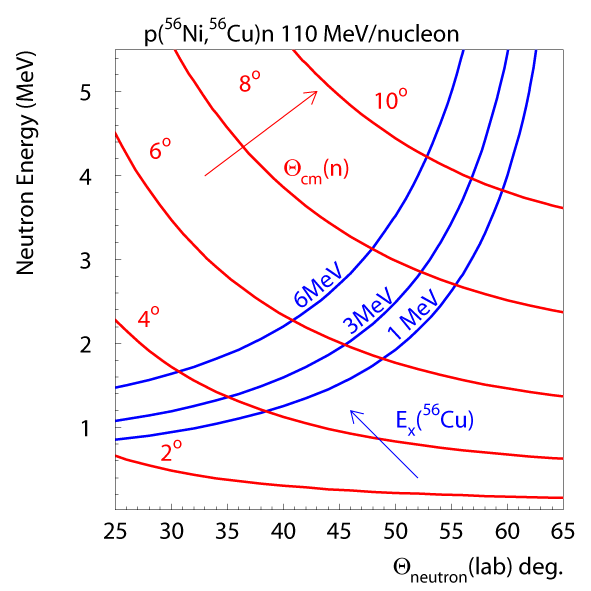 p(⁵⁶Ni,⁵⁶Cu)n 110 MeV/nucleon
Neutron Energy (MeV)
5
4
3
2
1
8°
10°
6°
Θcm(n)
6MeV
3MeV
1 MeV
4°
Ex(⁵⁶Cu)
2°
25 30 35 40 45 50 55 60 65
Θneutron(lab) deg.